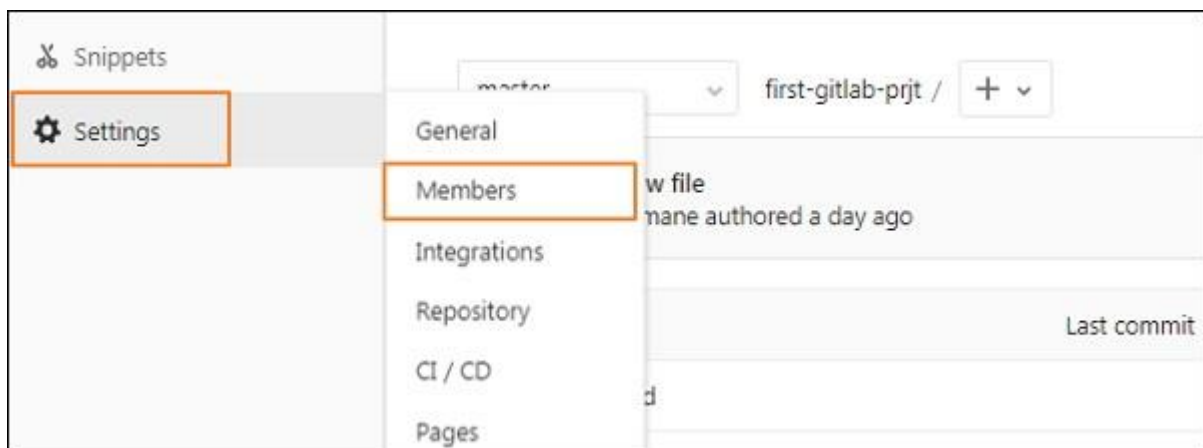 Snippets
Settings
General
Members
Integrations
Repository
CI / CD
Pages
first-gitlab-prjt /
w file
mane authored a day ago
Last commit
d